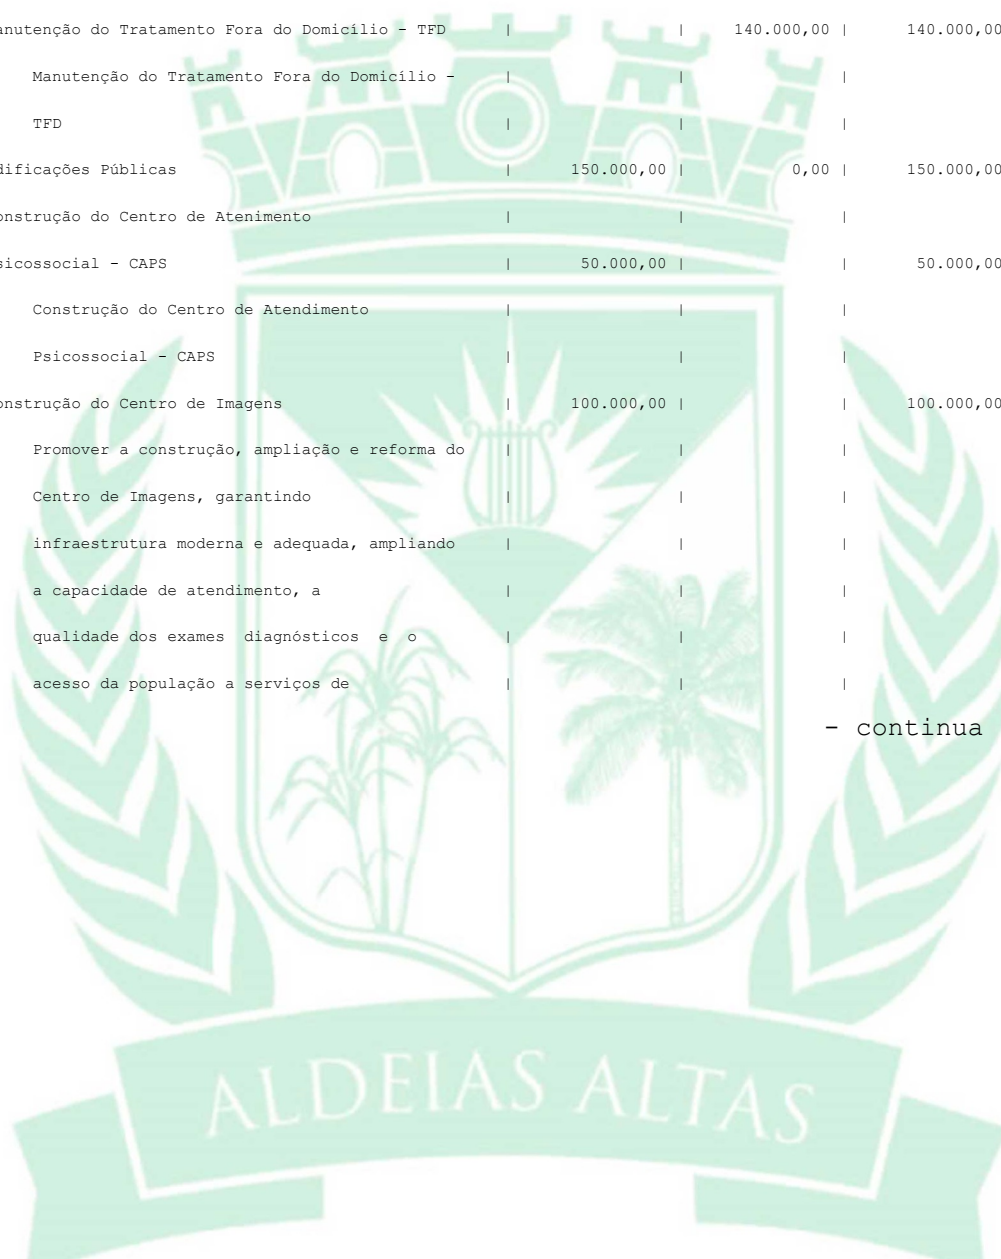 anutenção do Tratamento Fora do Domicílio - TFD | | 140.000,00 | 140.000,00
Manutenção do Tratamento Fora do Domicílio - | | |
TFD | | |
dificações Públicas | 150.000,00 | 0,00 | 150.000,00
onstrução do Centro de Atenimento | | |
sicossocial - CAPS | 50.000,00 | | 50.000,00
Construção do Centro de Atendimento | | |
Psicossocial - CAPS | | |
onstrução do Centro de Imagens | 100.000,00 | | 100.000,00
Promover a construção, ampliação e reforma do | | |
Centro de Imagens, garantindo | | |
infraestrutura moderna e adequada, ampliando | | |
a capacidade de atendimento, a | | |
qualidade dos exames diagnósticos e o | | |
acesso da população a serviços de | | |
- continua
ALDEIAS ALTAS